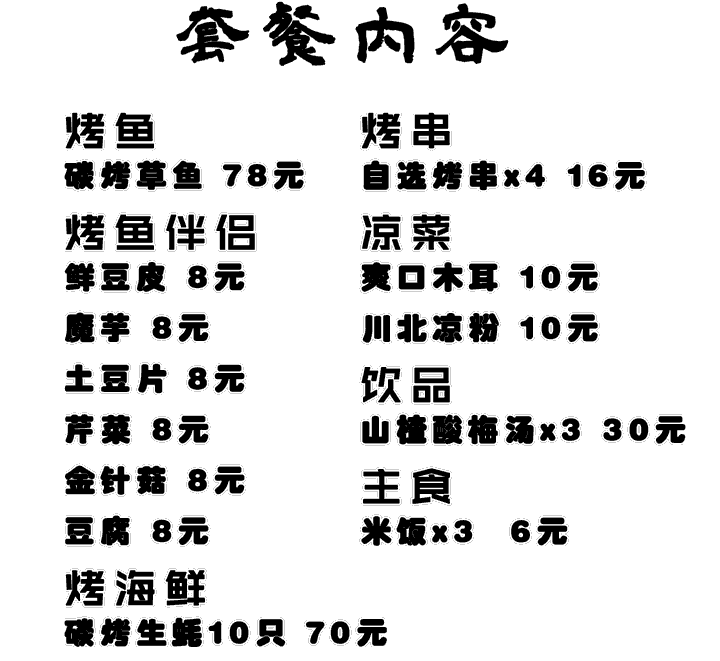 套餐内容
烤鱼
碳烤草鱼 78元
烤鱼伴侣
鲜豆皮 8元
魔芋 8元
土豆片 8元
芹菜 8元
金针菇 8元
豆腐 8元
烤海鲜
碳烤生蚝10只 70元
烤串
自选烤串x4 16元
凉菜
爽口木耳 10元
川北凉粉 10元
饮品
山楂酸梅汤x3 30元
主食
米饭x3 6元